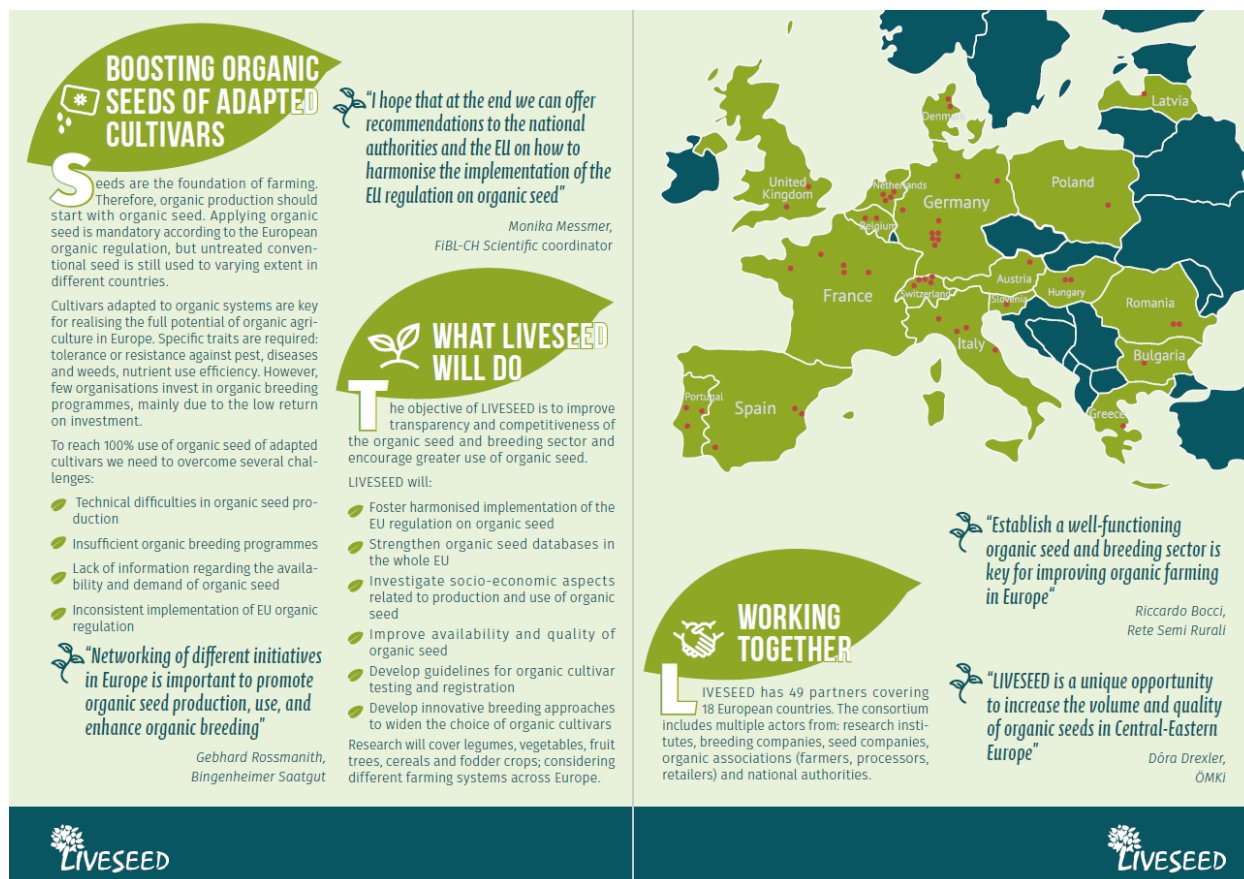 BOOSTING ORGANIC
SEEDS OF ADAPTED
CULTIVARS
Seeds are the foundation of farming.
Therefore, organic production should
start with organic seed. Applying organic
seed is mandatory according to the European
organic regulation, but untreated conven-
tional seed is still used to varying extent in
different countries.
Cultivars adapted to organic systems are key
for realising the full potential of organic agri-
culture in Europe. Specific traits are required:
tolerance or resistance against pest, diseases
and weeds, nutrient use efficiency. However,
few organisations invest in organic breeding
programmes, mainly due to the low return
on investment.
To reach 100% use of organic seed of adapted
cultivars we need to overcome several chal-
lenges:
Technical difficulties in organic seed pro-
duction
Insufficient organic breeding programmes
Lack of information regarding the availa-
bility and demand of organic seed
Inconsistent implementation of EU organic
regulation
“Networking of different initiatives
in Europe is important to promote
organic seed production, use, and
enhance organic breeding”
Gebhard Rossmanith,
Bingenheimer Saatgut
“I hope that at the end we can offer
recommendations to the national
authorities and the EU on how to
harmonise the implementation of the
EU regulation on organic seed”
Monika Messmer,
FiBL-CH Scientific coordinator
WHAT LIVESEED
WILL DO
The objective of LIVESEED is to improve
transparency and competitiveness of
the organic seed and breeding sector and
encourage greater use of organic seed.
LIVESEED will:
Foster harmonised implementation of the
EU regulation on organic seed
Strengthen organic seed databases in
the whole EU
Investigate socio-economic aspects
related to production and use of organic
seed
Improve availability and quality of
organic seed
Develop guidelines for organic cultivar
testing and registration
Develop innovative breeding approaches
to widen the choice of organic cultivars
Research will cover legumes, vegetables, fruit
trees, cereals and fodder crops; considering
different farming systems across Europe.
LIVESEED
Latvia
Denmark
United
Kingdom
Netherlands
Poland
Germany
Belgium
Austria
France
Switzerland
Slovenia
Hungary
Romania
Italy
Bulgaria
Portugal
Spain
Greece
WORKING
TOGETHER
LIVESEED has 49 partners covering
18 European countries. The consortium
includes multiple actors from: research insti-
tutes, breeding companies, seed companies,
organic associations (farmers, processors,
retailers) and national authorities.
“Establish a well-functioning
organic seed and breeding sector is
key for improving organic farming
in Europe“
Riccardo Bocci,
Rete Semi Rurali
“LIVESEED is a unique opportunity
to increase the volume and quality
of organic seeds in Central-Eastern
Europe”
Dóra Drexler,
ÖMKi
LIVESEED